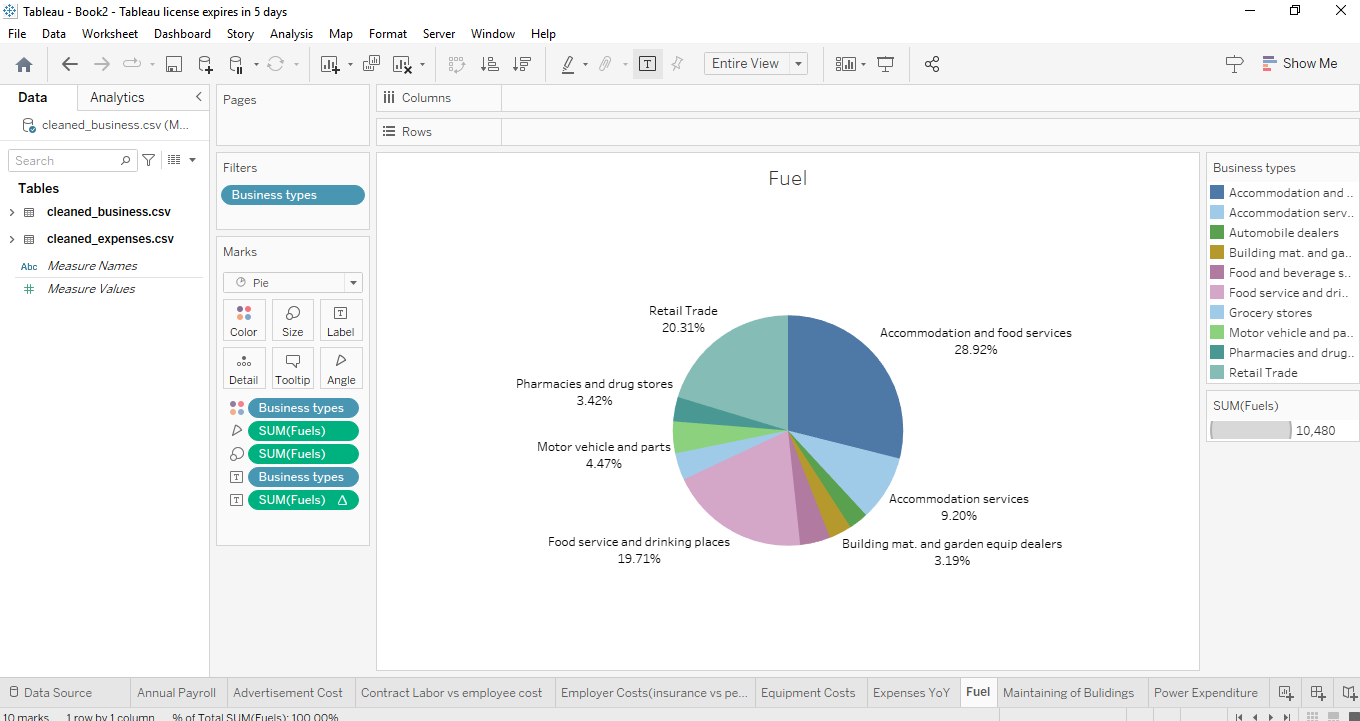 Tableau - Book2 - Tableau license expires in 5 days
File Data Worksheet Dashboard Story Analysis Map Format Server Window Help
Entire View
Show Me
Data Analytics
cleaned_business.csv (M...
Search
Tables
cleaned_business.csv
cleaned_expenses.csv
Abc Measure Names
# Measure Values
Pages
Filters
Business types
Marks
Pie
Color Size Label
T
Detail Tooltip Angle
Business types
SUM(Fuels)
SUM(Fuels)
T Business types
T SUM(Fuels) Δ
Columns
Rows
Fuel
Retail Trade
20.31%
Accommodation and food services
28.92%
Pharmacies and drug stores
3.42%
Motor vehicle and parts
4.47%
Accommodation services
9.20%
Food service and drinking places
19.71%
Building mat. and garden equip dealers
3.19%
Business types
Accommodation and ..
Accommodation serv..
Automobile dealers
Building mat. and ga..
Food and beverage s..
Food service and dri..
Grocery stores
Motor vehicle and pa..
Pharmacies and drug..
Retail Trade
SUM(Fuels)
10,480
Data Source Annual Payroll Advertisement Cost Contract Labor vs employee cost Employer Costs(insurance vs pe... Equipment Costs Expenses YoY Fuel Maintaining of Bulidings Power Expenditure
10 marks 1 row by 1 column % of Total SUM(Fuels): 100.00%